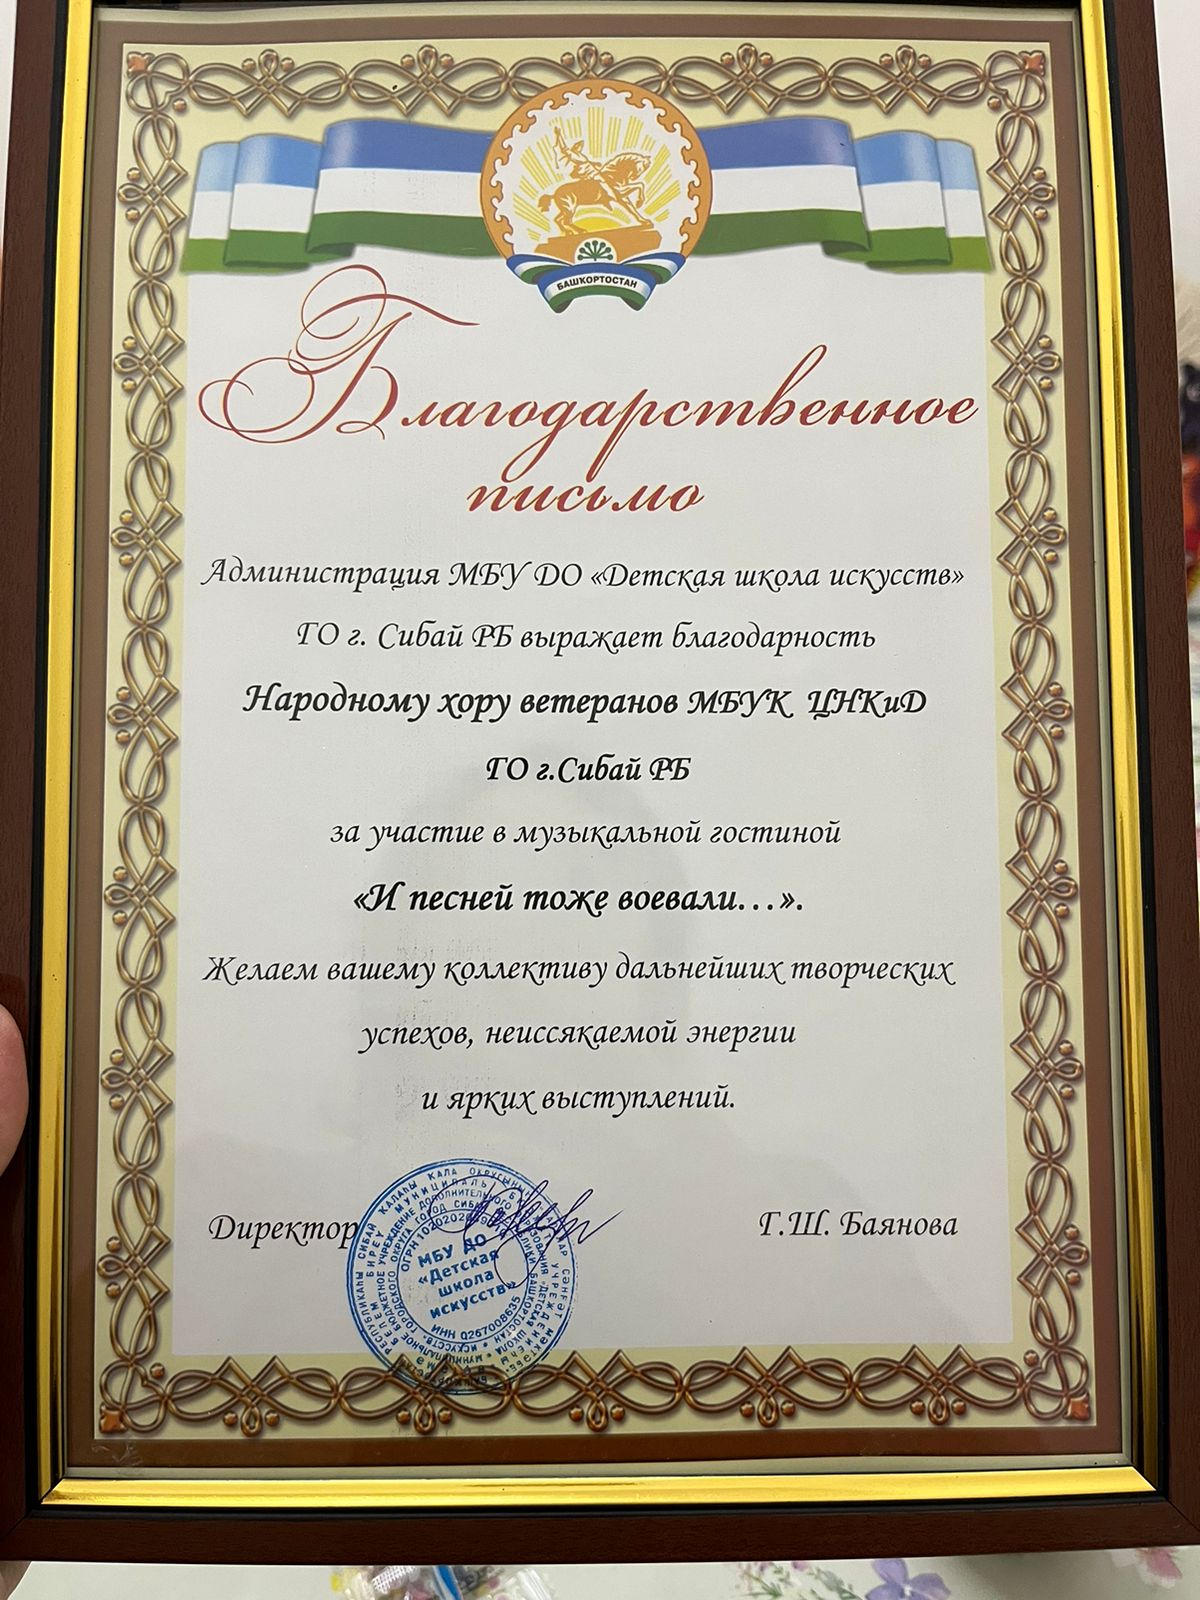 БАШКОРТОСТАН
Благодарственное
письмо
Администрация МБУ ДО «Детская школа искусств»
ГО г. Сибай РБ выражает благодарность
Народному хору ветеранов МБУК ЦНКиД
ГО г.Сибай РБ
за участие в музыкальной гостиной
«И песней тоже воевали…».
Желаем вашему коллективу дальнейших творческих
успехов, неиссякаемой энергии
и ярких выступлений.
Директор
Г.Ш. Баянова
МБУ ДО
«Детская
школа
искусств»
ИНН 0267008635